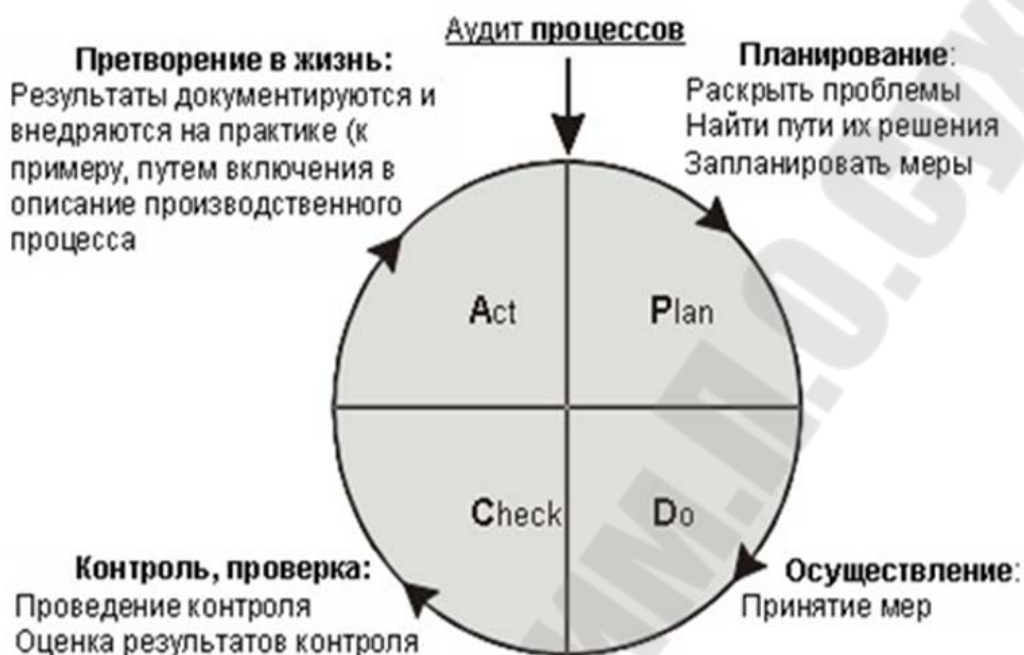 Аудит процессов
Претворение в жизнь:
Результаты документируются и
внедряются на практике (к
примеру, путем включения в
описание производственного
процесса
Планирование:
Раскрыть проблемы
Найти пути их решения
Запланировать меры
Act
Plan
Check
Do
Контроль, проверка:
Проведение контроля
Оценка результатов контроля
Осуществление:
Принятие мер